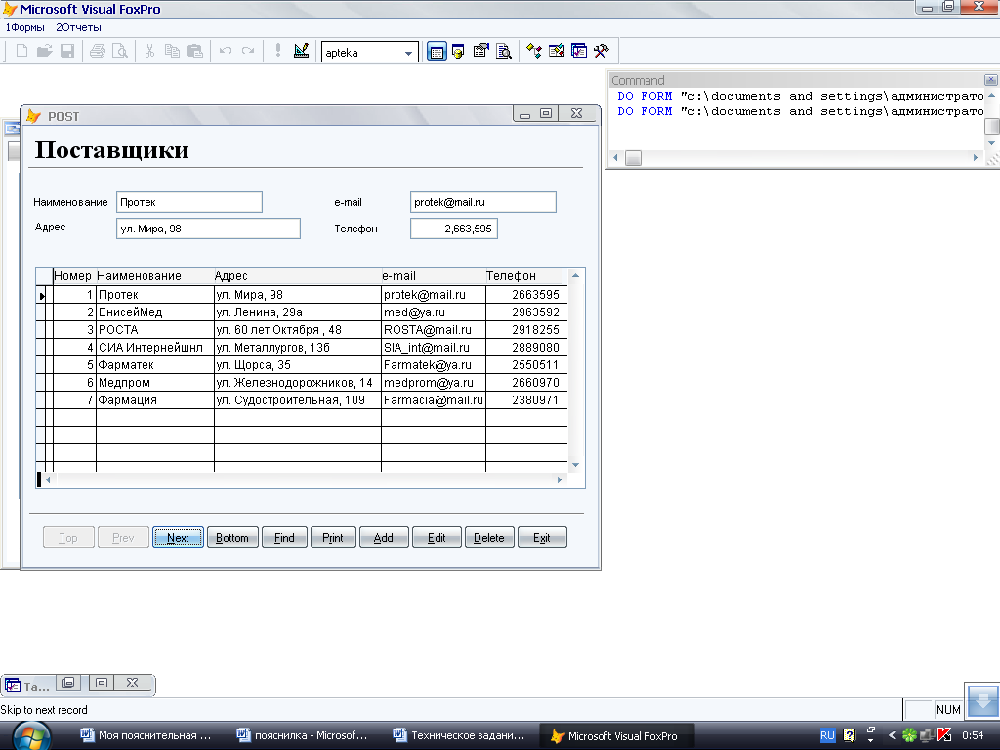 Microsoft Visual FoxPro
1Формы 2Отчеты
apteka
Command
DO FORM "c:\documents and settings\администрато
DO FORM "c:\documents and settings\администрато
POST
Поставщики
Наименование Протек e-mail protek@mail.ru
Адрес ул. Мира, 98 Телефон 2,663,595
Номер Наименование Адрес e-mail Телефон
1 Протек ул. Мира, 98 protek@mail.ru 2663595
2 ЕнисейМед ул. Ленина, 29а med@ya.ru 2963592
3 РОСТА ул. 60 лет Октября , 48 ROSTA@mail.ru 2918255
4 СИА Интернейшнл ул. Металлургов, 13б SIA_int@mail.ru 2889080
5 Фарматек ул. Щорса, 35 Farmatek@ya.ru 2550511
6 Медпром ул. Железнодорожников, 14 medprom@ya.ru 2660970
7 Фармация ул. Судостроительная, 109 Farmacia@mail.ru 2380971
Top Prev Next Bottom Find Print Add Edit Delete Exit
Та...
Skip to next record NUM
Моя пояснительная ... пояснилка - Microsof... Техническое задани... Microsoft Visual FoxPro RU 0:54